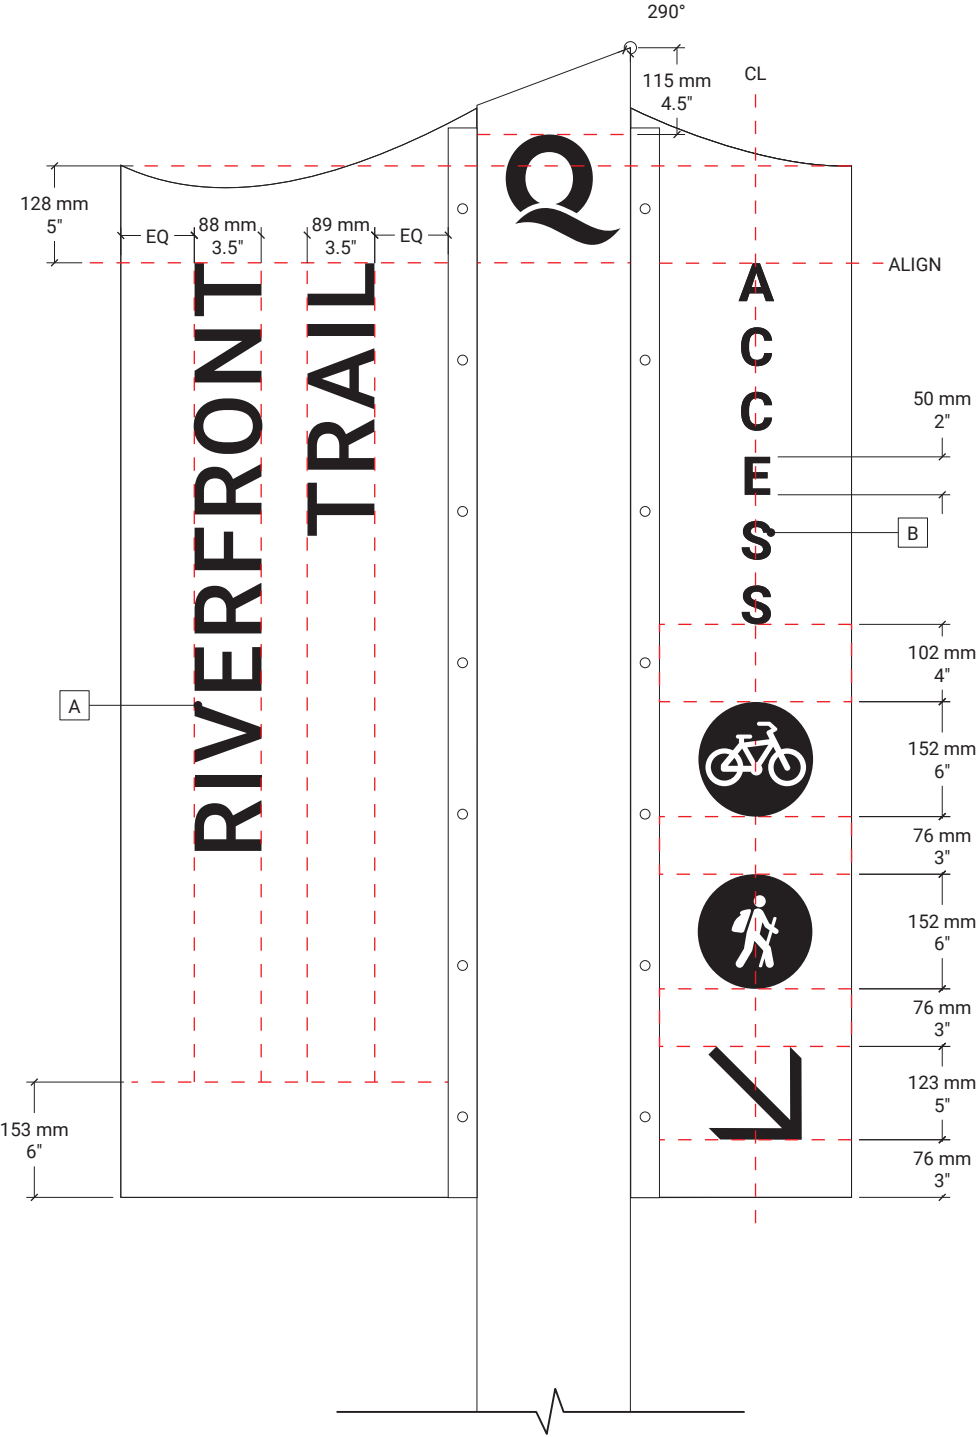 290°
115 mm
4.5"
CL
Q
128 mm
5"
EQ
88 mm
3.5"
89 mm
3.5"
EQ
ALIGN
RIVERFRONT
TRAIL
A
C
C
E
S
S
50 mm
2"
B
102 mm
4"
A
152 mm
6"
76 mm
3"
152 mm
6"
76 mm
3"
123 mm
5"
153 mm
6"
76 mm
3"